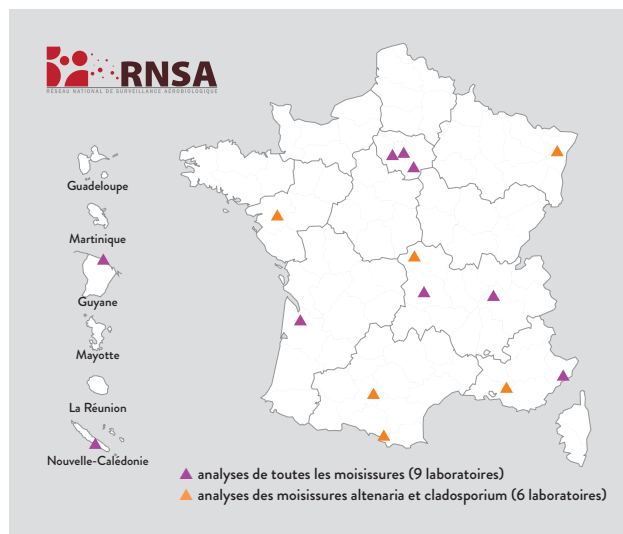 RNSA
RÉSEAU NATIONAL DE SURVEILLANCE AÉROBIOLOGIQUE
Guadeloupe
Martinique
Guyane
Mayotte
La Réunion
Nouvelle-Calédonie
analyses de toutes les moisissures (9 laboratoires)
analyses des moisissures altenaria et cladosporium (6 laboratoires)